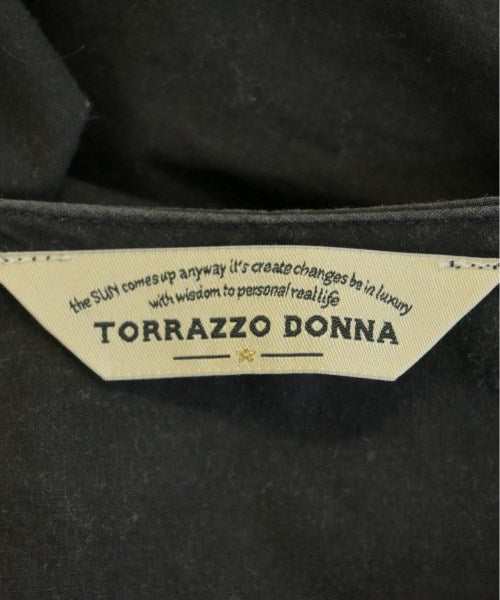 the SUN comes up anyway it's create changes be in luxury
with wisdom to personal real life
TORRAZZO DONNA